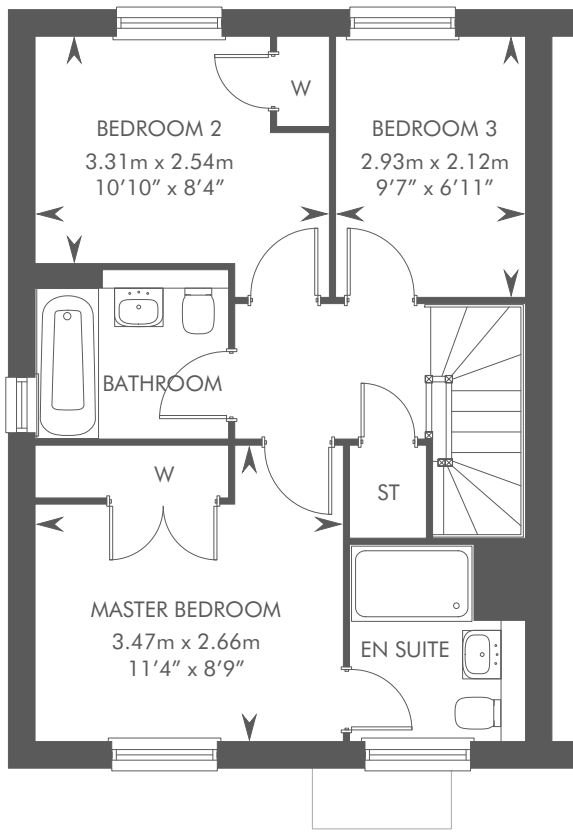 W
BEDROOM 2
3.31m x 2.54m
10’10” x 8’4”
BEDROOM 3
2.93m x 2.12m
9’7” x 6’11”
BATHROOM
W
ST
MASTER BEDROOM
3.47m x 2.66m
11’4” x 8’9”
EN SUITE